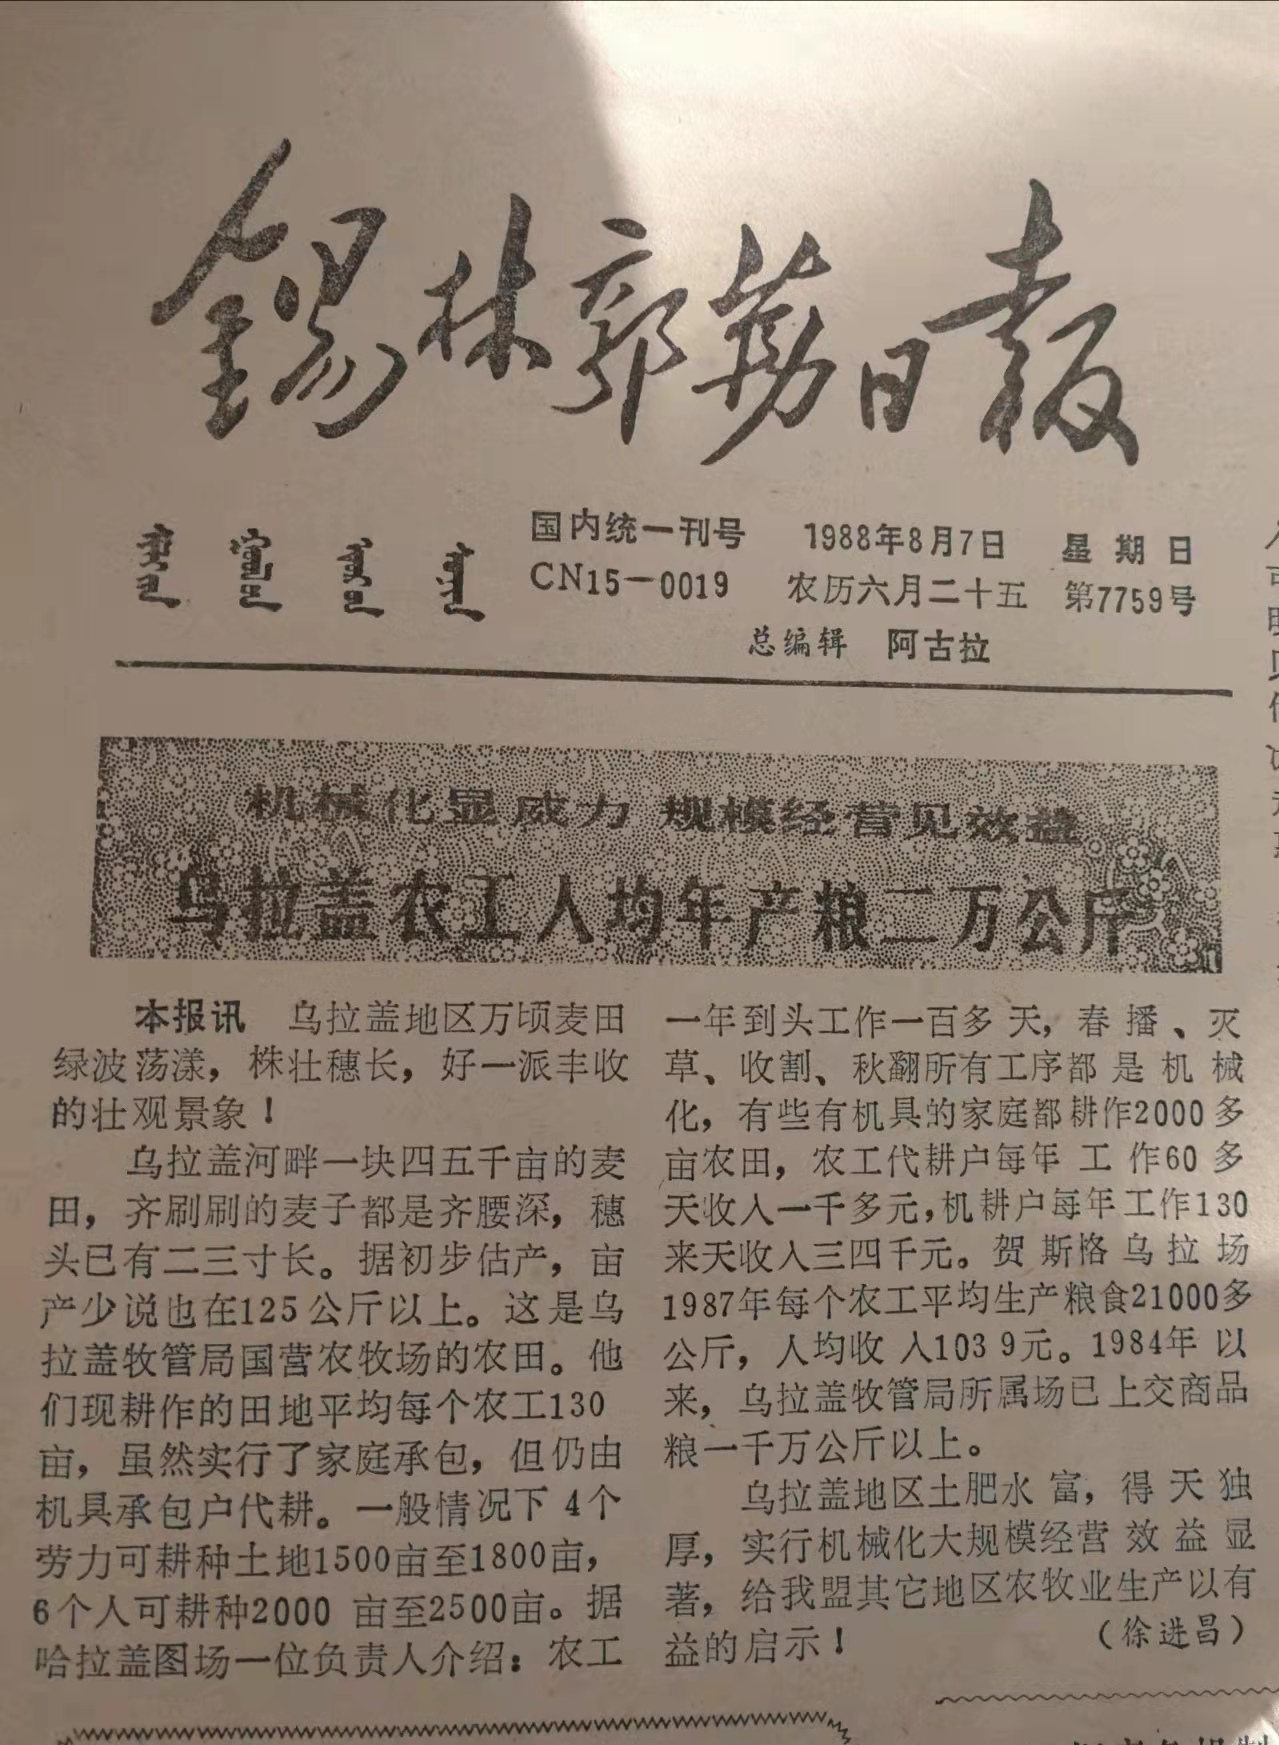 锡林郭勒日报
国内统一刊号
CN15—0019
1988年8月7日 星期日
农历六月二十五 第7759号
总编辑 阿古拉
机械化显威力 规模经营见效益
乌拉盖农工人均年产粮二万公斤
本报讯 乌拉盖地区万顷麦田
绿波荡漾，株壮穗长，好一派丰收
的壮观景象！
乌拉盖河畔一块四五千亩的麦
田，齐刷刷的麦子都是齐腰深，穗
头已有二三寸长。据初步估产，亩
产少说也在125公斤以上。这是乌
拉盖牧管局国营农牧场的农田。他
们现耕作的田地平均每个农工130
亩，虽然实行了家庭承包，但仍由
机具承包户代耕。一般情况下4个
劳力可耕种土地1500亩至1800亩，
6个人可耕种2000 亩至2500亩。据
哈拉盖图场一位负责人介绍：农工
一年到头工作一百多天，春播、灭
草、收割、秋翻所有工序都是机械
化，有些有机具的家庭都耕作2000多
亩农田，农工代耕户每年工作60多
天收入一千多元，机耕户每年工作130
来天收入三四千元。贺斯格乌拉场
1987年每个农工平均生产粮食21000多
公斤，人均收入1039元。1984年以
来，乌拉盖牧管局所属场已上交商品
粮一千万公斤以上。
乌拉盖地区土肥水富，得天独
厚，实行机械化大规模经营效益显
著，给我盟其它地区农牧业生产以有
益的启示！
（徐进昌）